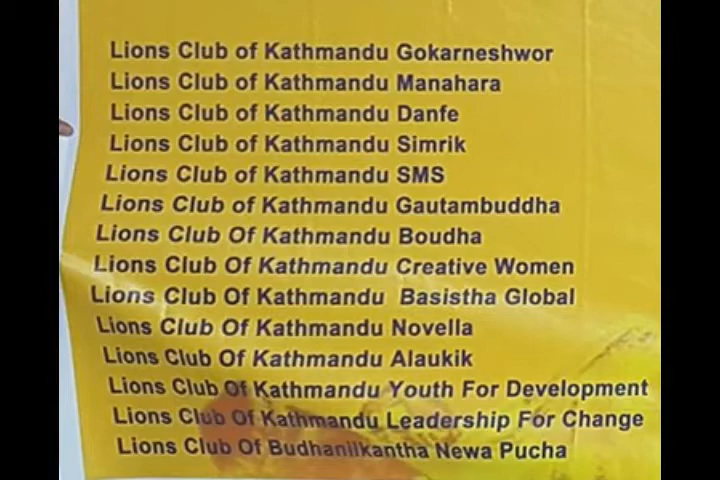 Lions Club of Kathmandu Gokarneshwor
Lions Club of Kathmandu Manahara
Lions Club of Kathmandu Danfe
Lions Club of Kathmandu Simrik
Lions Club of Kathmandu SMS
Lions Club of Kathmandu Gautambuddha
Lions Club Of Kathmandu Boudha
Lions Club Of Kathmandu Creative Women
Lions Club Of Kathmandu Basistha Global
Lions Club Of Kathmandu Novella
Lions Club Of Kathmandu Alaukik
Lions Club Of Kathmandu Youth For Development
Lions Club Of Kathmandu Leadership For Change
Lions Club Of Budhanilkantha Newa Pucha